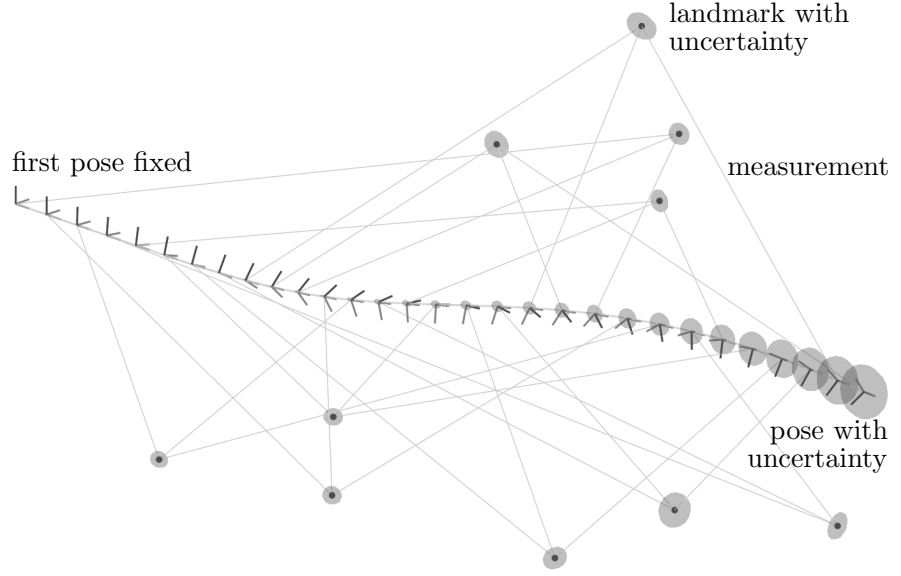 landmark with
uncertainty
first pose fixed
measurement
pose with
uncertainty